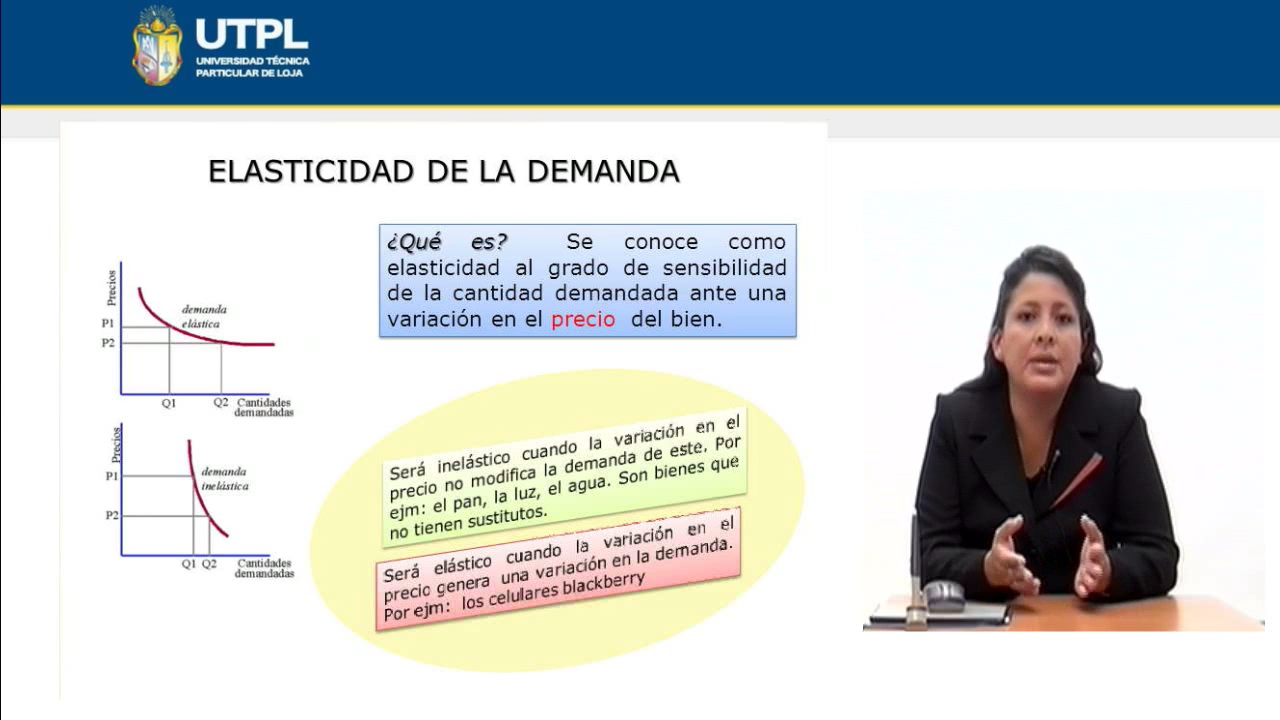 UTPL
UNIVERSIDAD TÉCNICA
PARTICULAR DE LOJA
ELASTICIDAD DE LA DEMANDA
¿Qué es? Se conoce como
elasticidad al grado de sensibilidad
de la cantidad demandada ante una
variación en el precio del bien.
Precios
demanda
elástica
P1
P2
Q1
Q2
Cantidades
demandadas
Precios
demanda
inelástica
P1
P2
Q1
Q2
Cantidades
demandadas
Será inelástico cuando la variación en el
precio no modifica la demanda de este. Por
ejm: el pan, la luz, el agua. Son bienes que
no tienen sustitutos.
Será elástico cuando la variación en el
precio genera una variación en la demanda.
Por ejm: los celulares blackberry